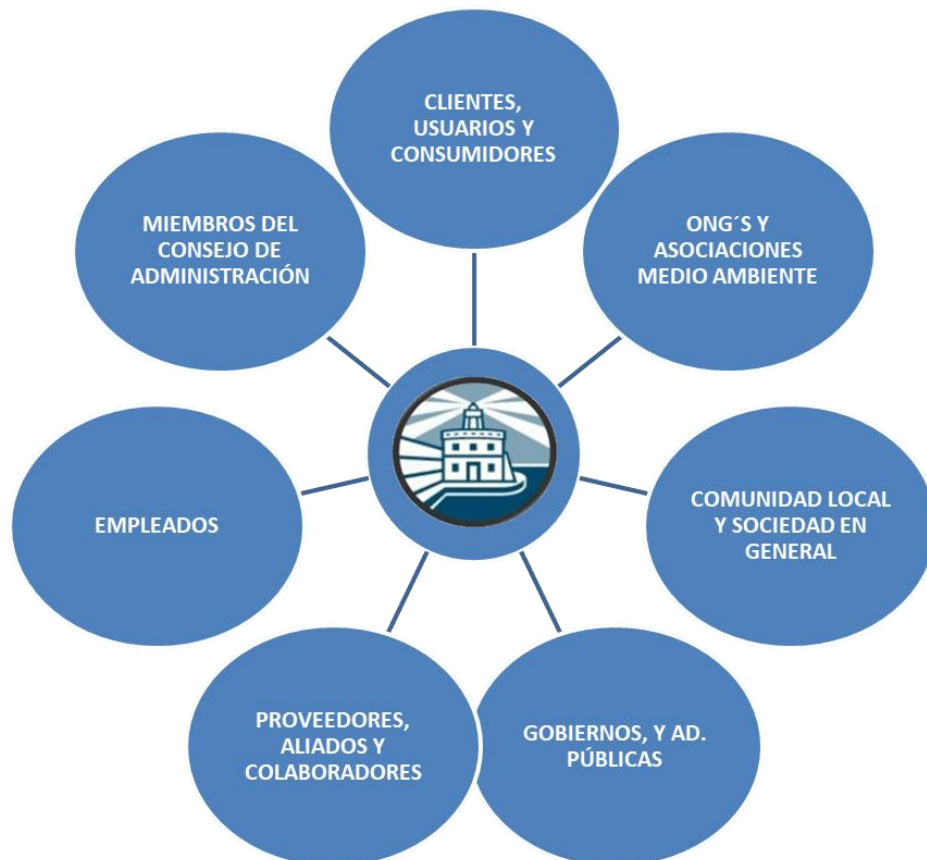 CLIENTES,
USUARIOS Y
CONSUMIDORES
ONG´S Y
ASOCIACIONES
MEDIO AMBIENTE
COMUNIDAD LOCAL
Y SOCIEDAD EN
GENERAL
GOBIERNOS, Y AD.
PÚBLICAS
PROVEEDORES,
ALIADOS Y
COLABORADORES
EMPLEADOS
MIEMBROS DEL
CONSEJO DE
ADMINISTRACIÓN